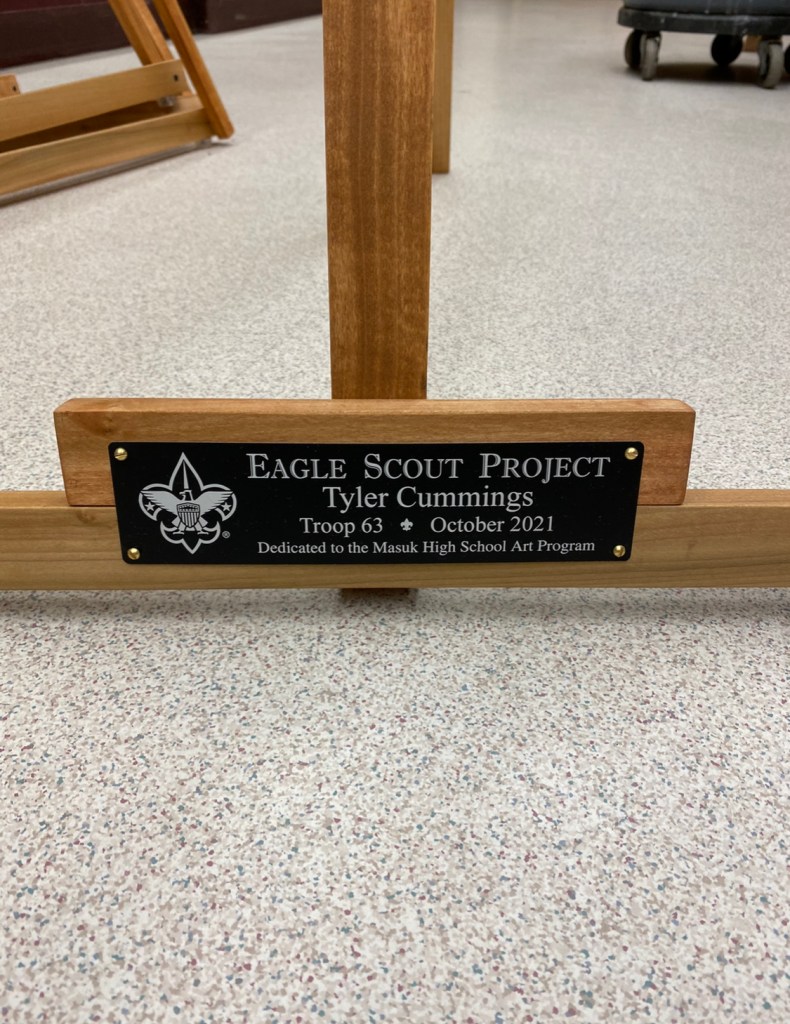 EAGLE SCOUT PROJECT
Tyler Cummings
Troop 63 ⚜ October 2021
Dedicated to the Masuk High School Art Program
®